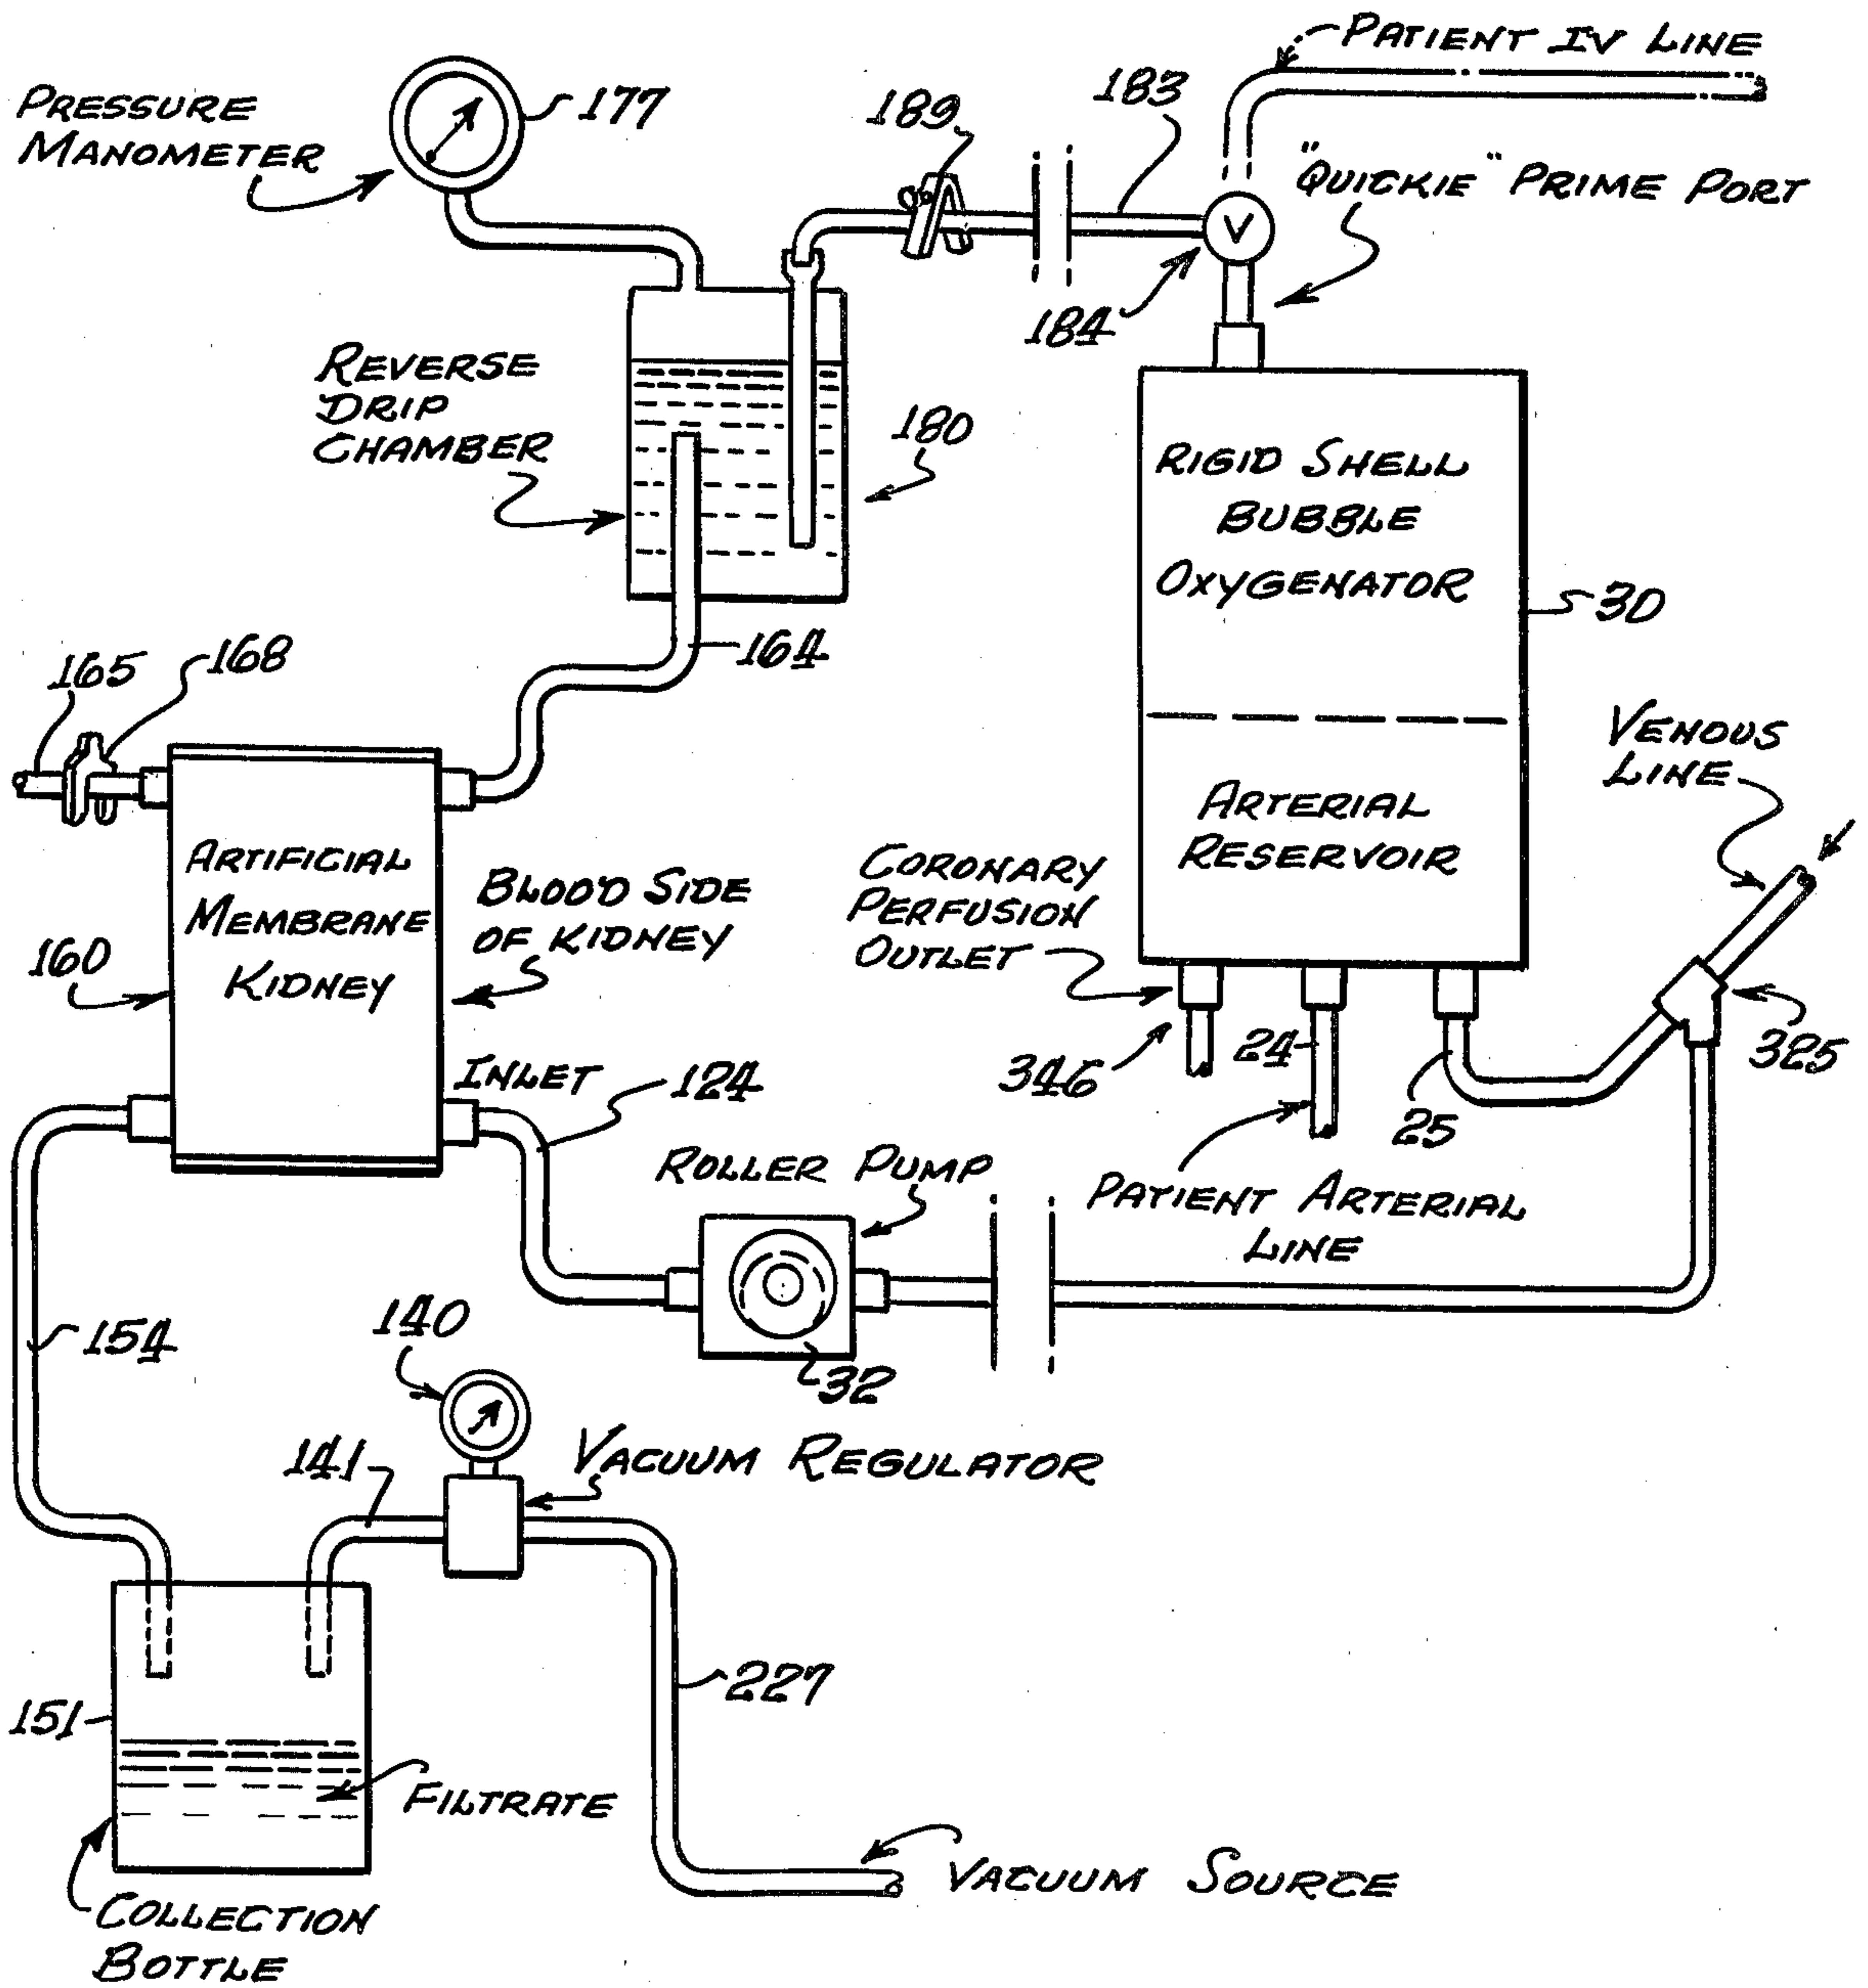 PATIENT IV LINE
PRESSURE
MANOMETER
177
189
183
"QUICKIE" PRIME PORT
V
184
REVERSE
DRIP
CHAMBER
180
RIGID SHELL
BUBBLE
OXYGENATOR
30
164
165
168
VENOUS
LINE
ARTERIAL
RESERVOIR
ARTIFICIAL
MEMBRANE
KIDNEY
BLOOD SIDE
OF KIDNEY
CORONARY
PERFUSION
OUTLET
160
346
24
25
325
INLET
124
ROLLER PUMP
PATIENT ARTERIAL
LINE
32
154
140
141
VACUUM REGULATOR
227
151
FILTRATE
VACUUM SOURCE
COLLECTION
BOTTLE